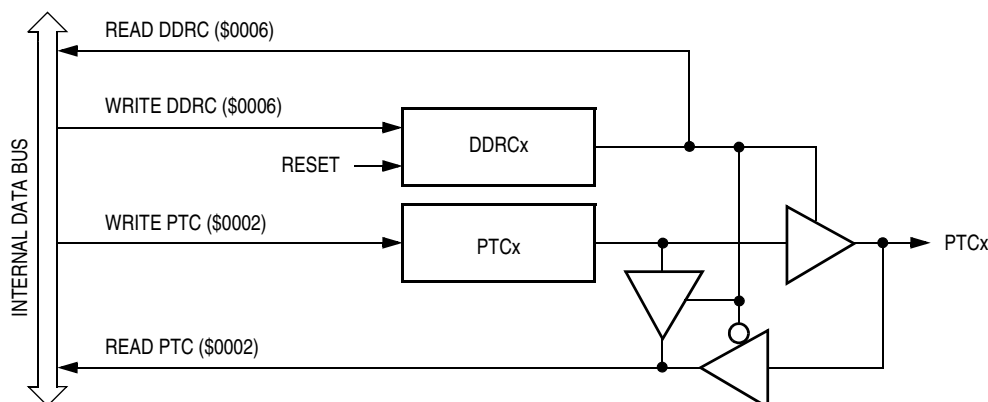 READ DDRC ($0006)
WRITE DDRC ($0006)
DDRCx
RESET
INTERNAL DATA BUS
WRITE PTC ($0002)
PTCx
PTCx
READ PTC ($0002)